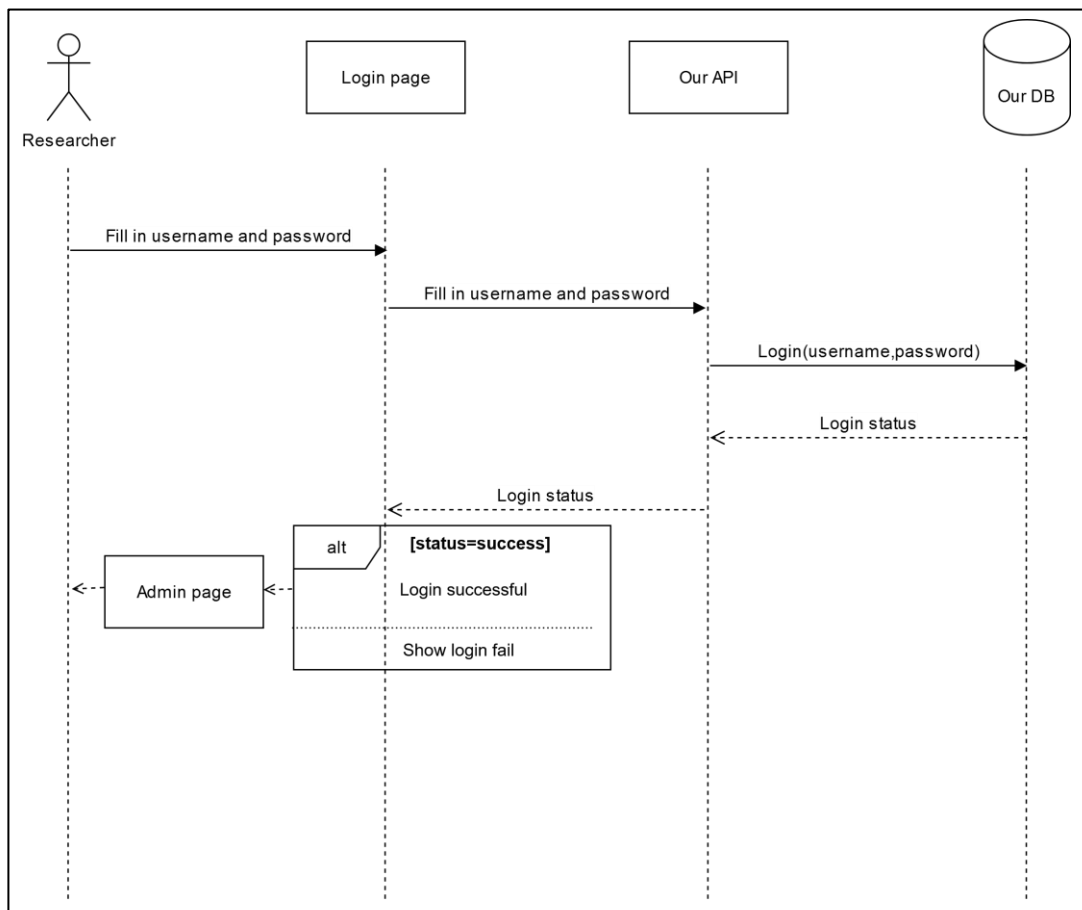 Researcher
Login page
Our API
Our DB
Fill in username and password
Fill in username and password
Login(username,password)
Login status
Login status
alt
[status=success]
Admin page
Login successful
Show login fail